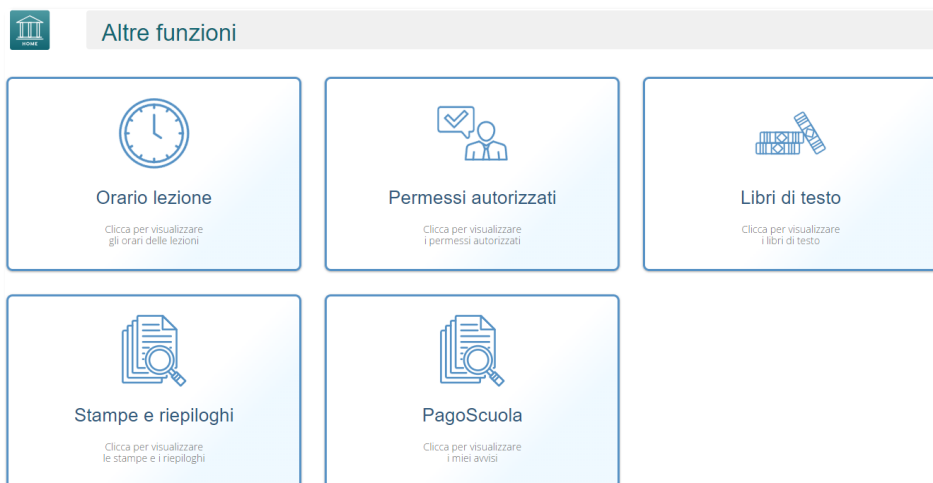 HOME
Altre funzioni
Orario lezione
Clicca per visualizzare
gli orari delle lezioni
Permessi autorizzati
Clicca per visualizzare
i permessi autorizzati
Libri di testo
Clicca per visualizzare
i libri di testo
Stampe e riepiloghi
Clicca per visualizzare
le stampe e i riepiloghi
PagoScuola
Clicca per visualizzare
i miei avvisi